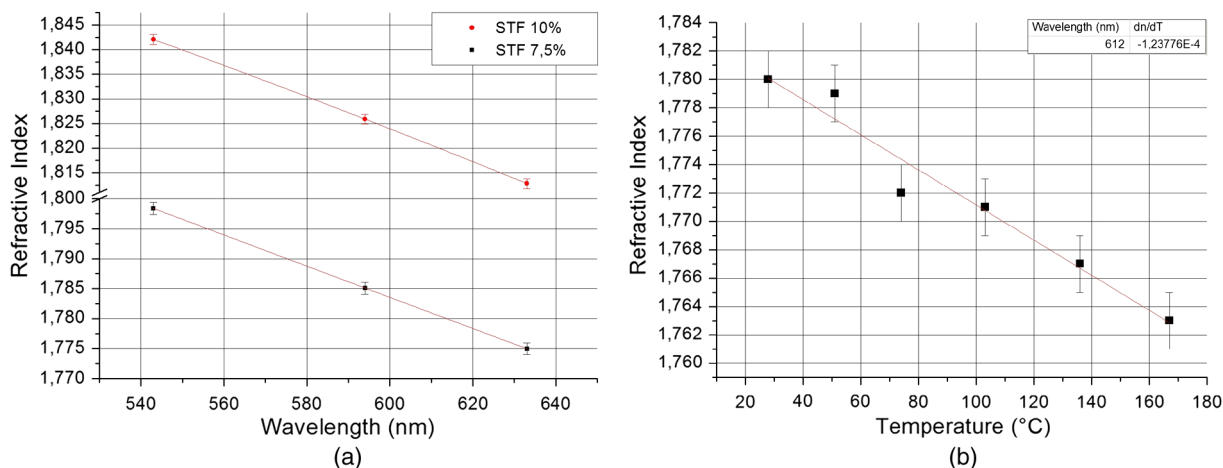 1,845
1,840
1,835
1,830
1,825
1,820
1,815
1,800
1,795
1,790
1,785
1,780
1,775
1,770
Refractive Index
STF 10%
STF 7,5%
540 560 580 600 620 640
Wavelength (nm)
(a)
1,784
1,782
1,780
1,778
1,776
1,774
1,772
1,770
1,768
1,766
1,764
1,762
1,760
Refractive Index
Wavelength (nm) dn/dT
612 -1,23776E-4
20 40 60 80 100 120 140 160 180
Temperature (°C)
(b)